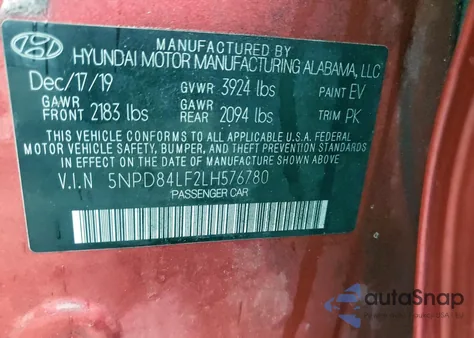 MANUFACTURED BY
HYUNDAI MOTOR MANUFACTURING ALABAMA, LLC
Dec/17/19 GVWR 3924 lbs PAINT EV
GAWR FRONT 2183 lbs GAWR REAR 2094 lbs TRIM PK
THIS VEHICLE CONFORMS TO ALL APPLICABLE U.S.A. FEDERAL
MOTOR VEHICLE SAFETY, BUMPER, AND THEFT PREVENTION
STANDARDS IN EFFECT ON THE DATE OF MANUFACTURE SHOWN ABOVE.
V.I.N 5NPD84LF2LH576780
PASSENGER CAR
autoSnap